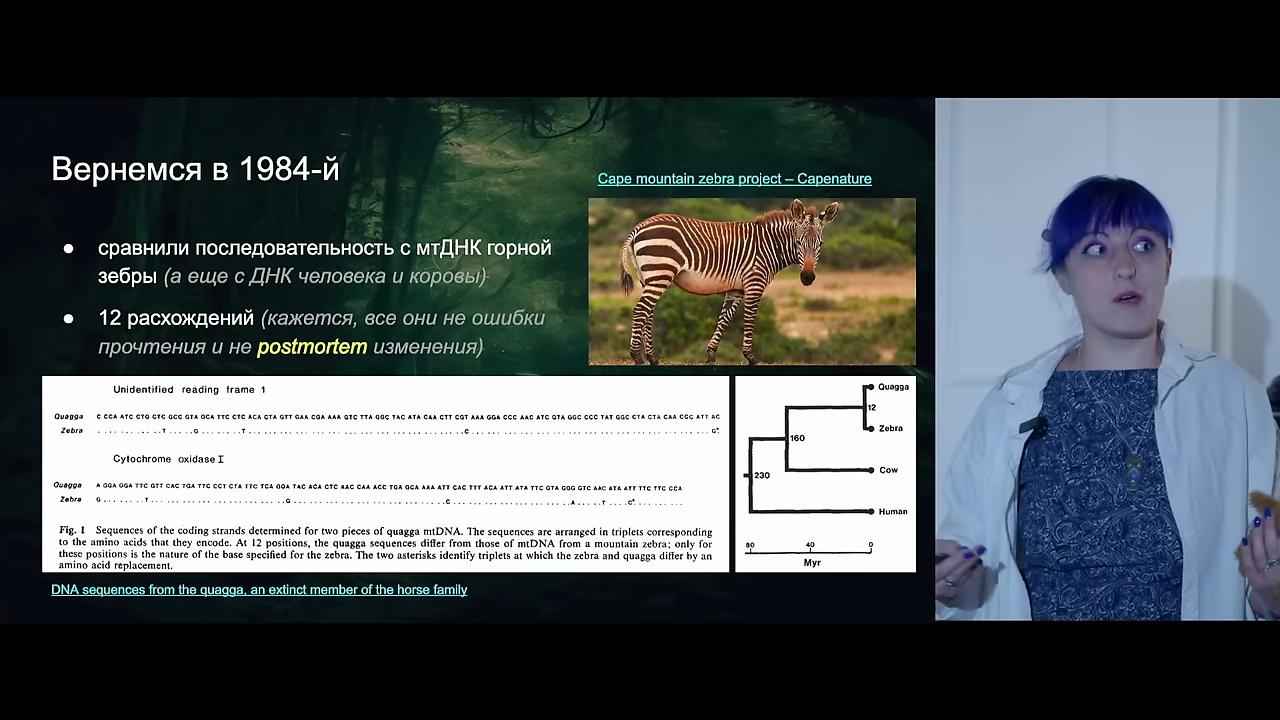 Вернемся в 1984-й
Cape mountain zebra project – Capenature
● сравнили последовательность с мтДНК горной
зебры (а еще с ДНК человека и коровы)
● 12 расхождений (кажется, все они не ошибки
прочтения и не postmortem изменения)
Unidentified reading frame 1
Quagga
Zebra
Cytochrome oxidase I
Quagga
Zebra
Fig. 1 Sequences of the coding strands determined for two pieces of quagga mtDNA. The sequences are arranged in triplets corresponding
to the amino acids that they encode. At 12 positions, the quagga sequences differ from those of mtDNA from a mountain zebra; only for
these positions is the nature of the base specified for the zebra. The two asterisks identify triplets at which the zebra and quagga differ by an
amino acid replacement.
Quagga
12
Zebra
160
Cow
230
Human
80 40 0
Myr
DNA sequences from the quagga, an extinct member of the horse family